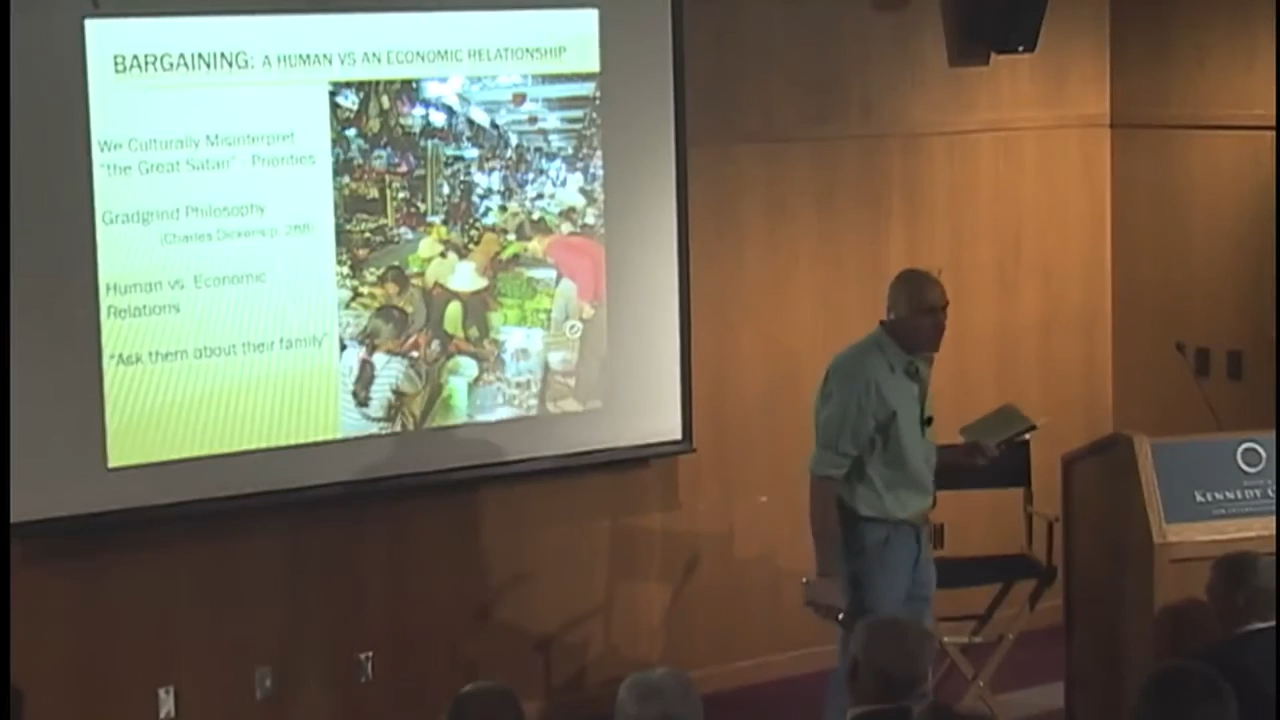 BARGAINING: A HUMAN VS AN ECONOMIC RELATIONSHIP
We Culturally Misinterpret
"the Great Satan" - Priorities
Gradgrind Philosophy
(Charles Dickens p. 288)
Human vs. Economic
Relations
"Ask them about their family"
KENNEDY C